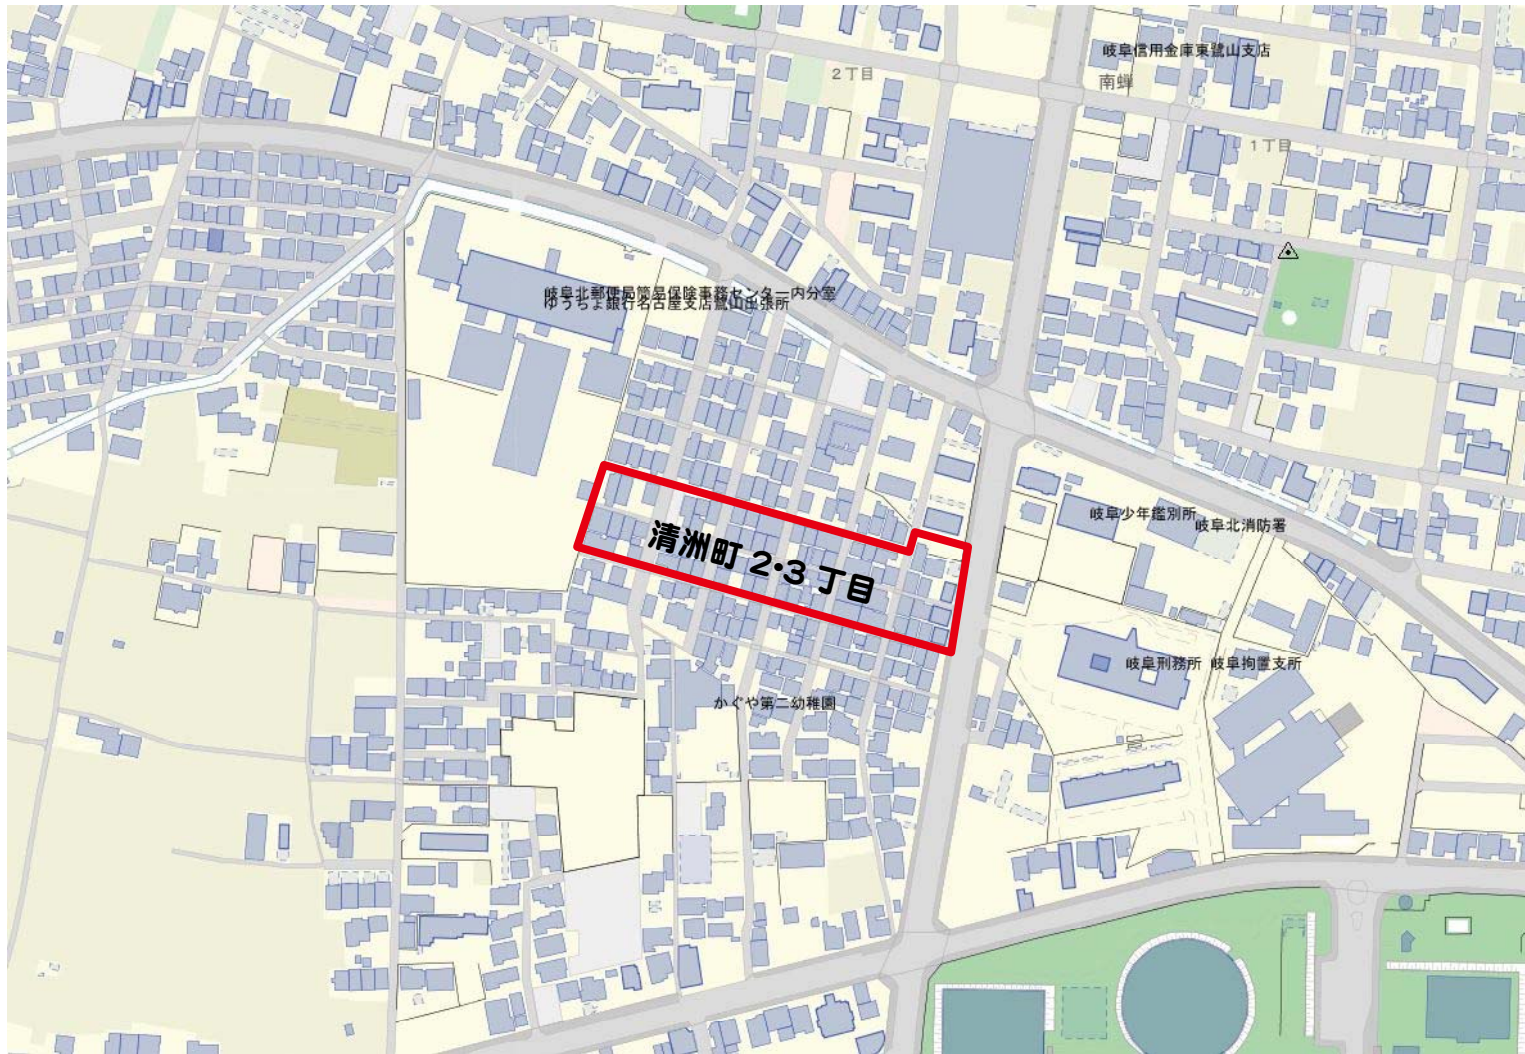 岐阜信用金庫東鷺山支店
２丁目
南蝉
１丁目
岐阜北郵便局簡易保険事務センター内分室
ゆうちょ銀行名古屋支店鷺山出張所
岐阜少年鑑別所
岐阜北消防署
清洲町 2・3 丁目
岐阜刑務所 岐阜拘置支所
かぐや第二幼稚園